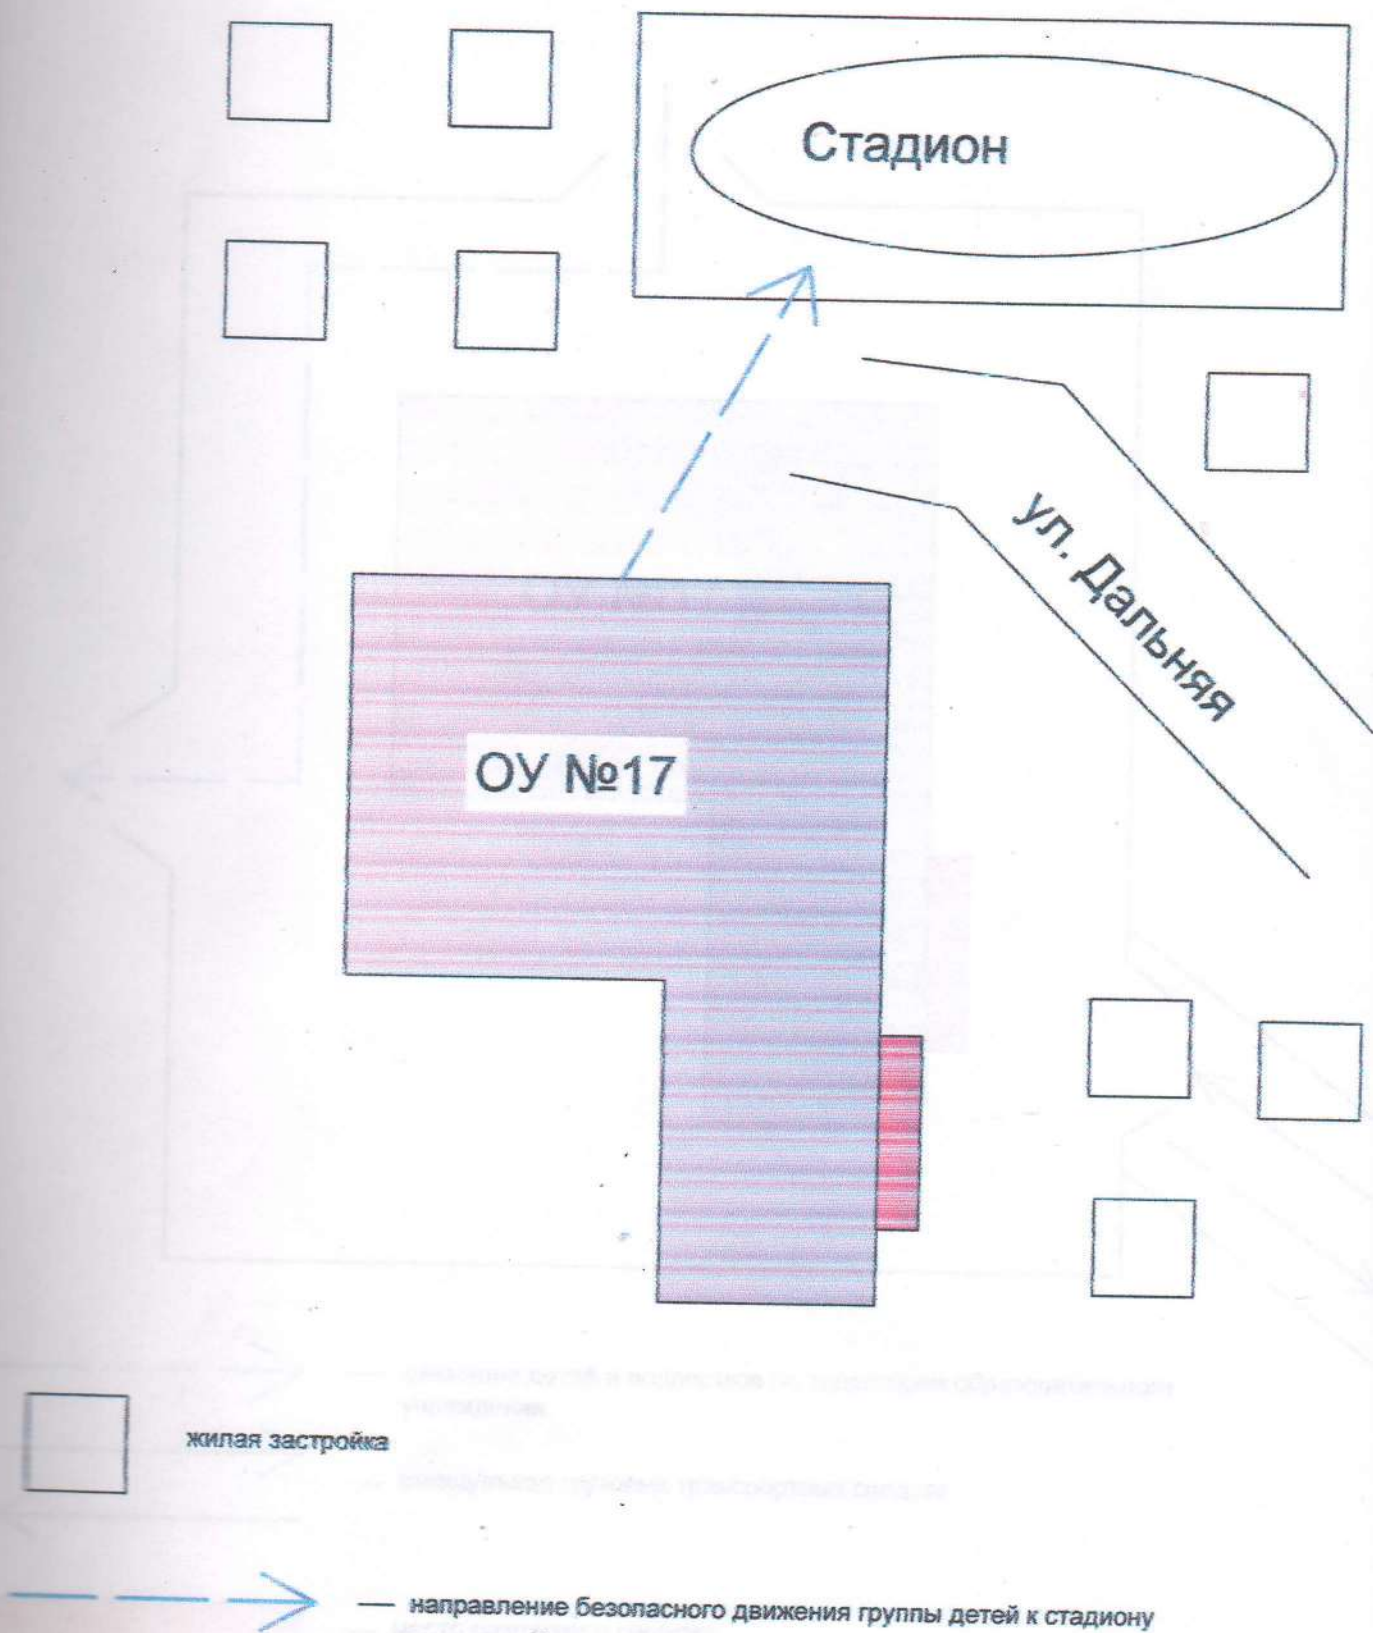 Стадион
ул. Дальняя
ОУ №17
жилая застройка
— направление безопасного движения группы детей к стадиону